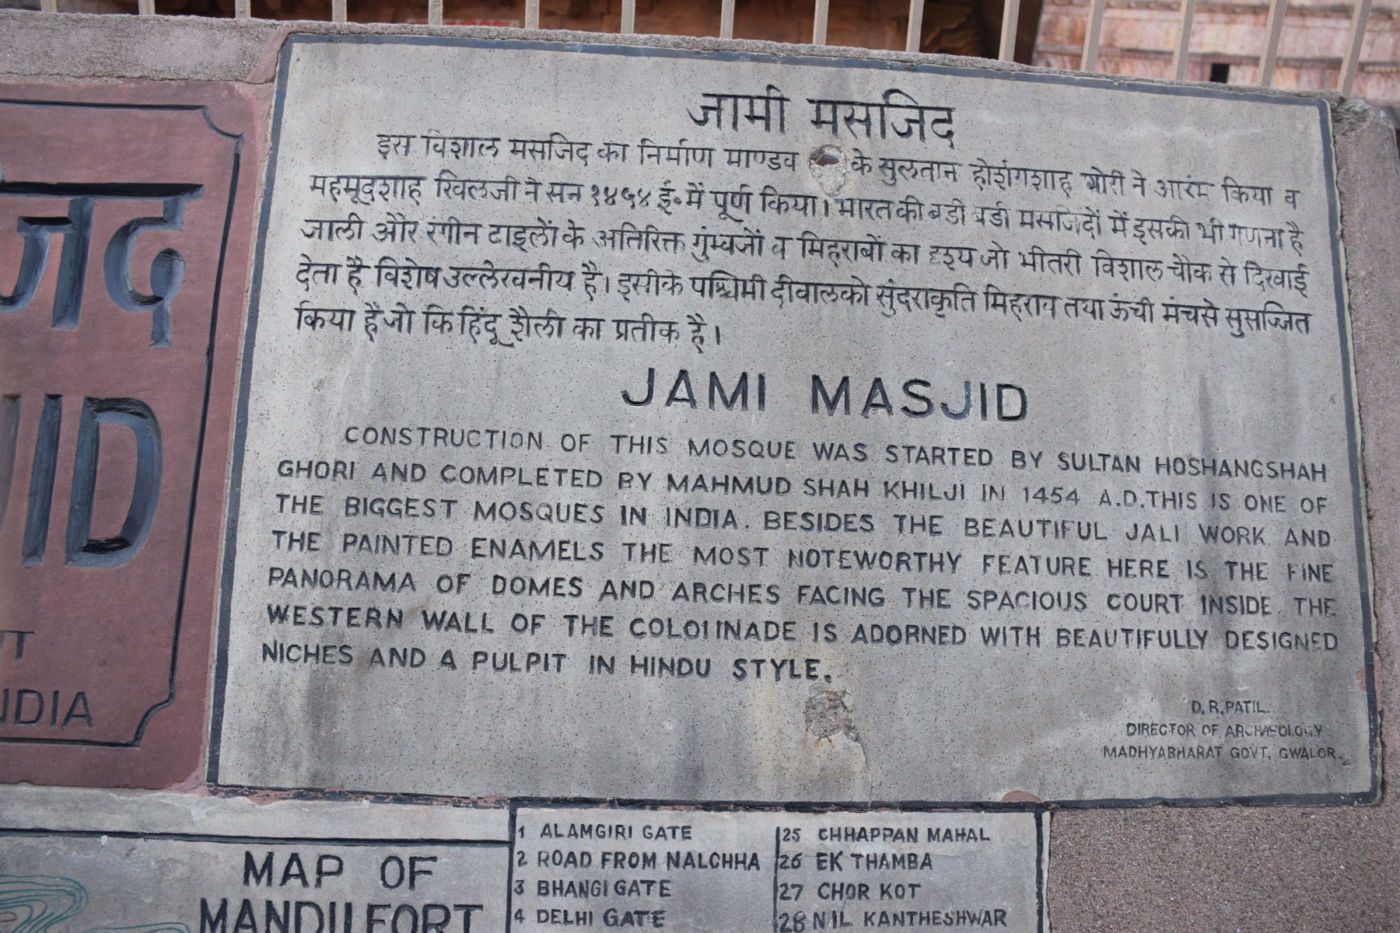 जामी मसजिद
इस विशाल मसजिद का निर्माण माण्डव के सुलतान होशंगशाह गोरी ने आरंभ किया व
महमूदुशाह खिलजी ने सन १४५४ ई॰ में पूर्ण किया। भारत की बडी बडी मसजिदों में इसकी भी गणना है
जाली और रंगीन टाइलों के अतिरिक्त गुंम्बजों व मिहराबों का दृश्य जो भीतरी विशाल चौक से दिखाई
देता है विशेष उल्लेखनीय है। इसीके पश्चिमी दीवालको सुंदराकृति मिहराव तथा ऊंची मंचसे सुसज्जित
किया है जो कि हिंदू शैली का प्रतीक है।
JAMI MASJID
CONSTRUCTION OF THIS MOSQUE WAS STARTED BY SULTAN HOSHANGSHAH
GHORI AND COMPLETED BY MAHMUD SHAH KHILJI IN 1454 A.D.THIS IS ONE OF
THE BIGGEST MOSQUES IN INDIA. BESIDES THE BEAUTIFUL JALI WORK AND
THE PAINTED ENAMELS THE MOST NOTEWORTHY FEATURE HERE IS THE FINE
PANORAMA OF DOMES AND ARCHES FACING THE SPACIOUS COURT INSIDE. THE
WESTERN WALL OF THE COLONNADE IS ADORNED WITH BEAUTIFULLY DESIGNED
NICHES AND A PULPIT IN HINDU STYLE.
D.R.PATIL.
DIRECTOR OF ARCHAEOLOGY
MADHYABHARAT GOVT. GWALIOR.
जिद
JID
INDIA
MAP OF
MANDU FORT
1 ALAMGIRI GATE
2 ROAD FROM NALCHHA
3 BHANGI GATE
4 DELHI GATE
25 CHHAPPAN MAHAL
26 EK THAMBA
27 CHOR KOT
28 NIL KANTHESHWAR